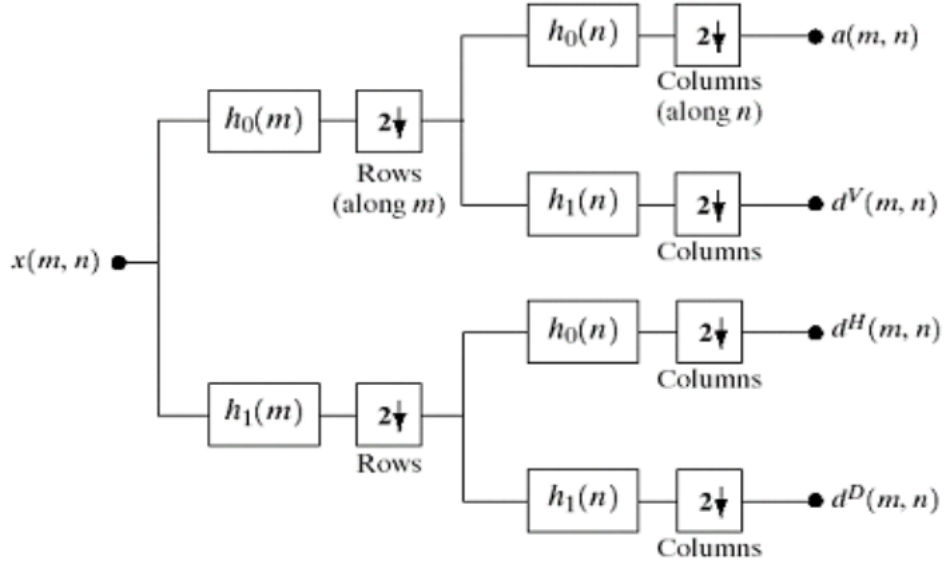 h₀(n) 2↓ a(m, n)
Columns
(along n)
h₀(m) 2↓
Rows
(along m)
h₁(n) 2↓ dⱽ(m, n)
Columns
x(m, n)
h₀(n) 2↓ dᴴ(m, n)
Columns
h₁(m) 2↓
Rows
h₁(n) 2↓ dᴰ(m, n)
Columns